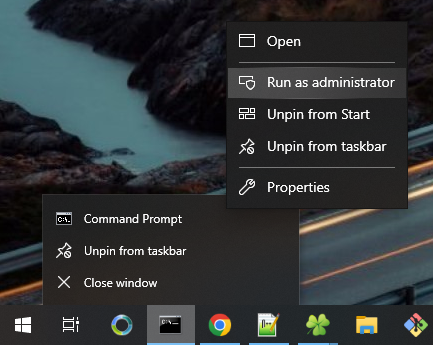 Open
Run as administrator
Unpin from Start
Unpin from taskbar
Properties
Command Prompt
Unpin from taskbar
Close window